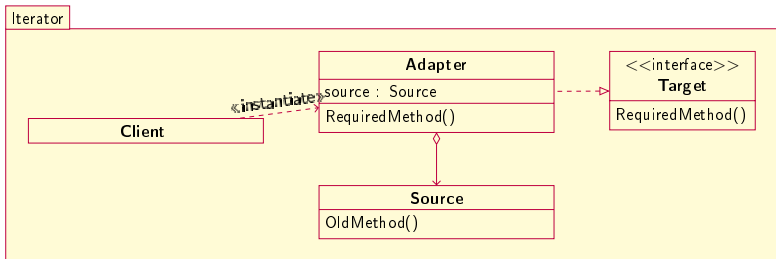 Iterator
Adapter
source : Source
RequiredMethod()
<<interface>>
Target
RequiredMethod()
«instantiate»
Client
Source
OldMethod()